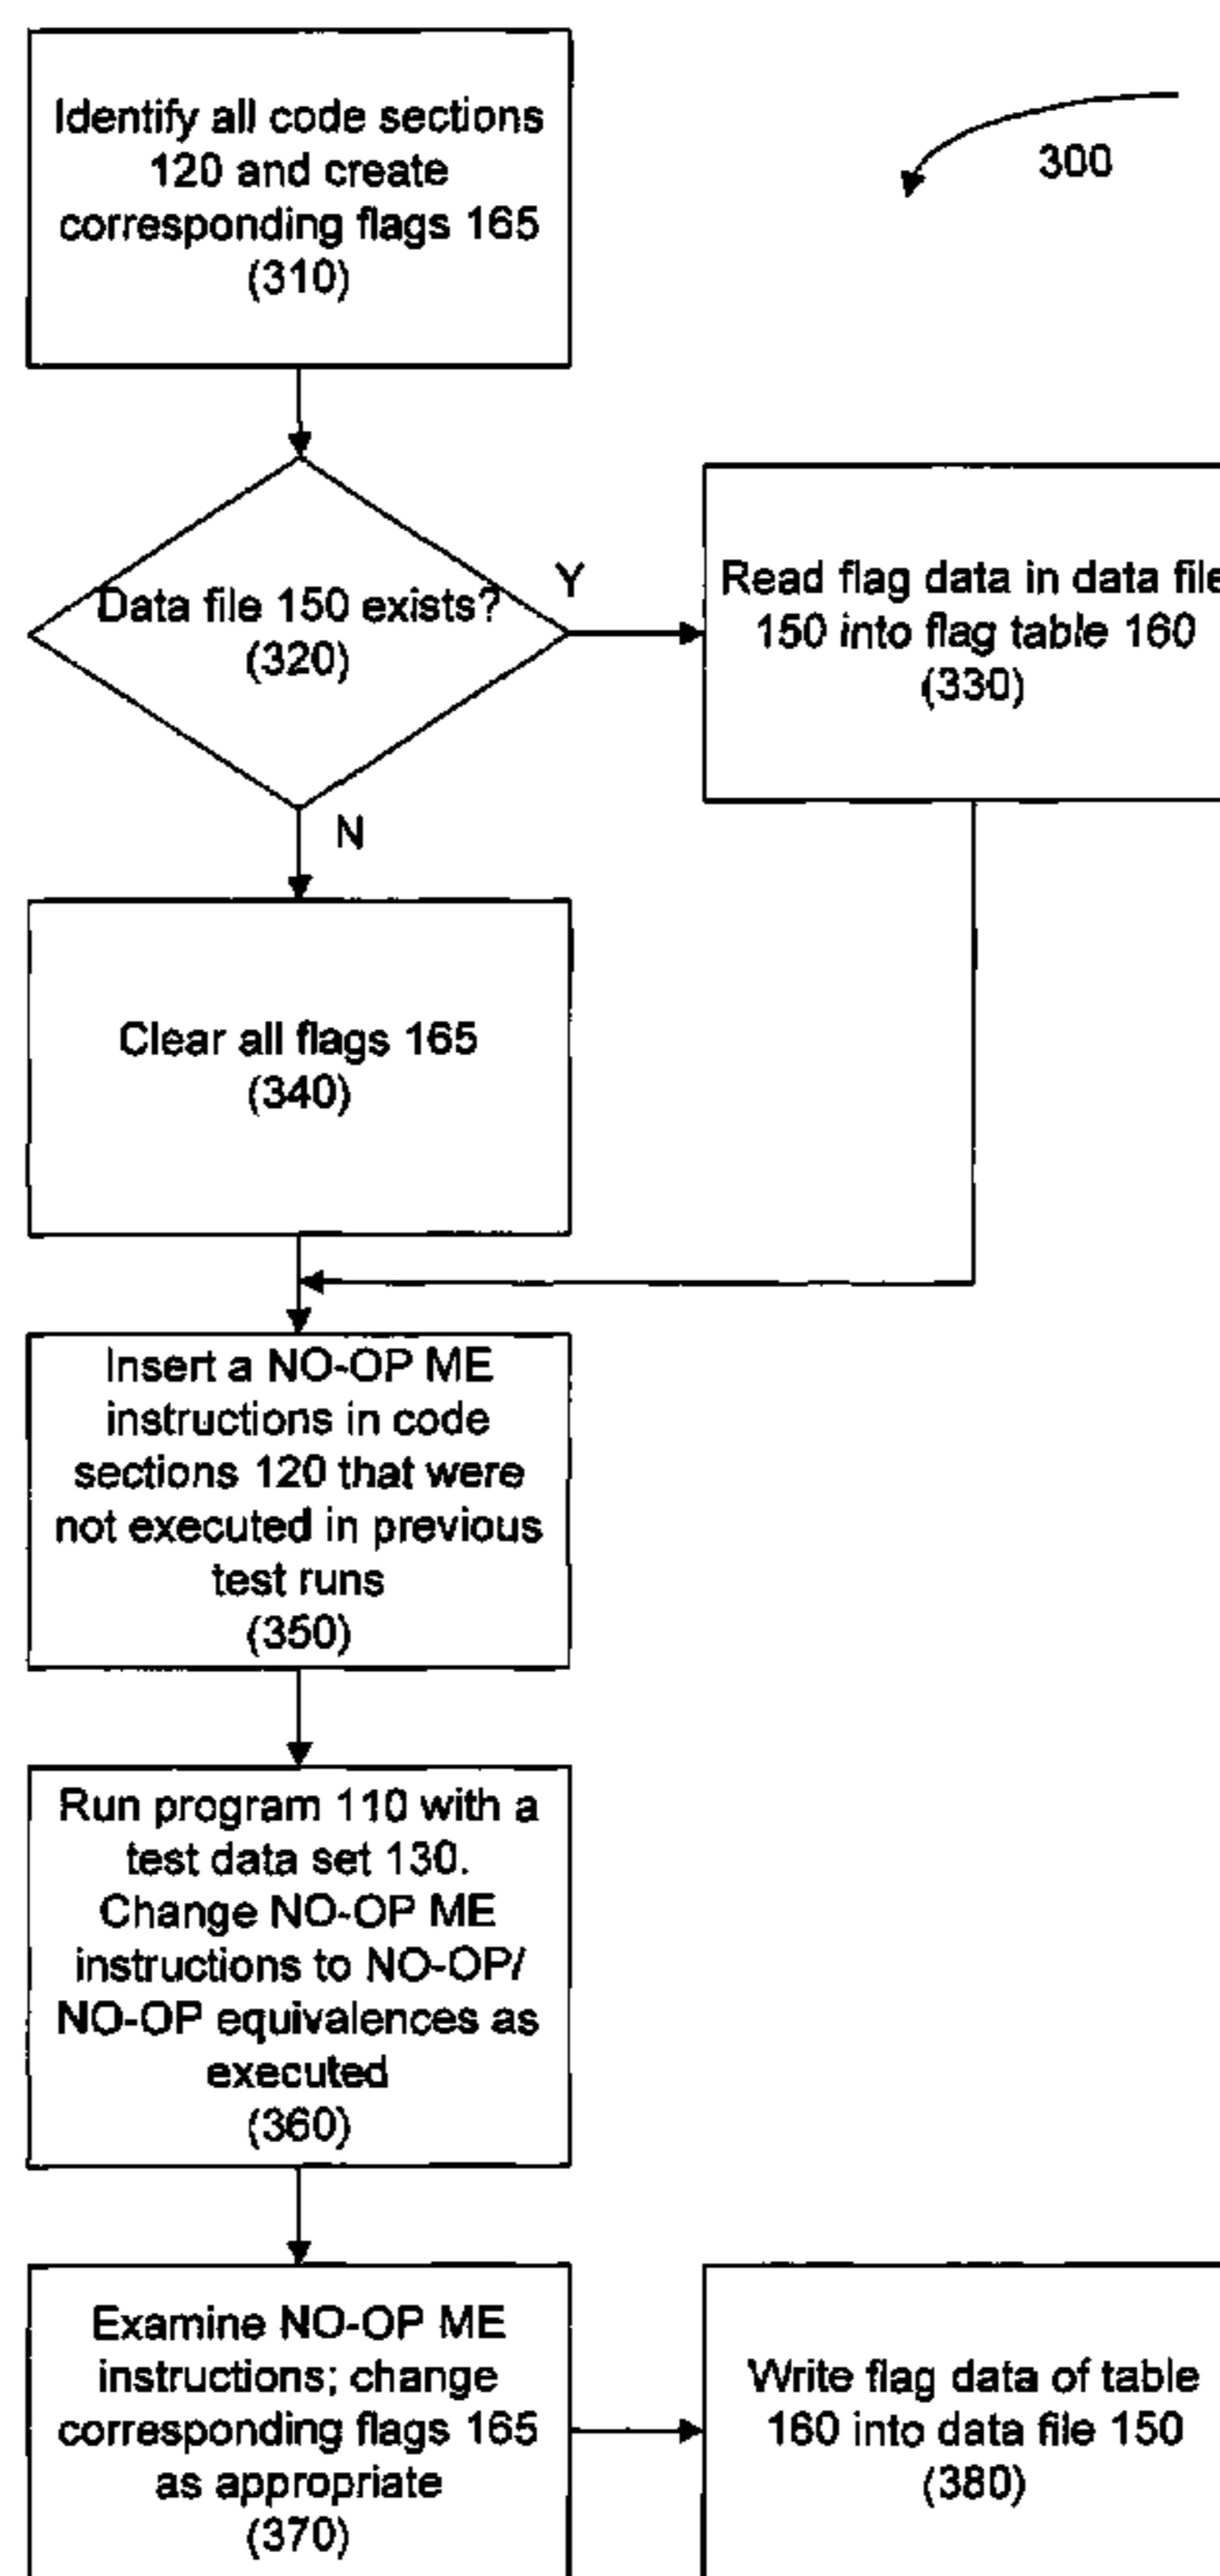 Identify all code sections
120 and create
corresponding flags 165
(310)
300
Data file 150 exists?
(320)
Y
Read flag data in data file
150 into flag table 160
(330)
N
Clear all flags 165
(340)
Insert a NO-OP ME
instructions in code
sections 120 that were
not executed in previous
test runs
(350)
Run program 110 with a
test data set 130.
Change NO-OP ME
instructions to NO-OP/
NO-OP equivalences as
executed
(360)
Examine NO-OP ME
instructions; change
corresponding flags 165
as appropriate
(370)
Write flag data of table
160 into data file 150
(380)